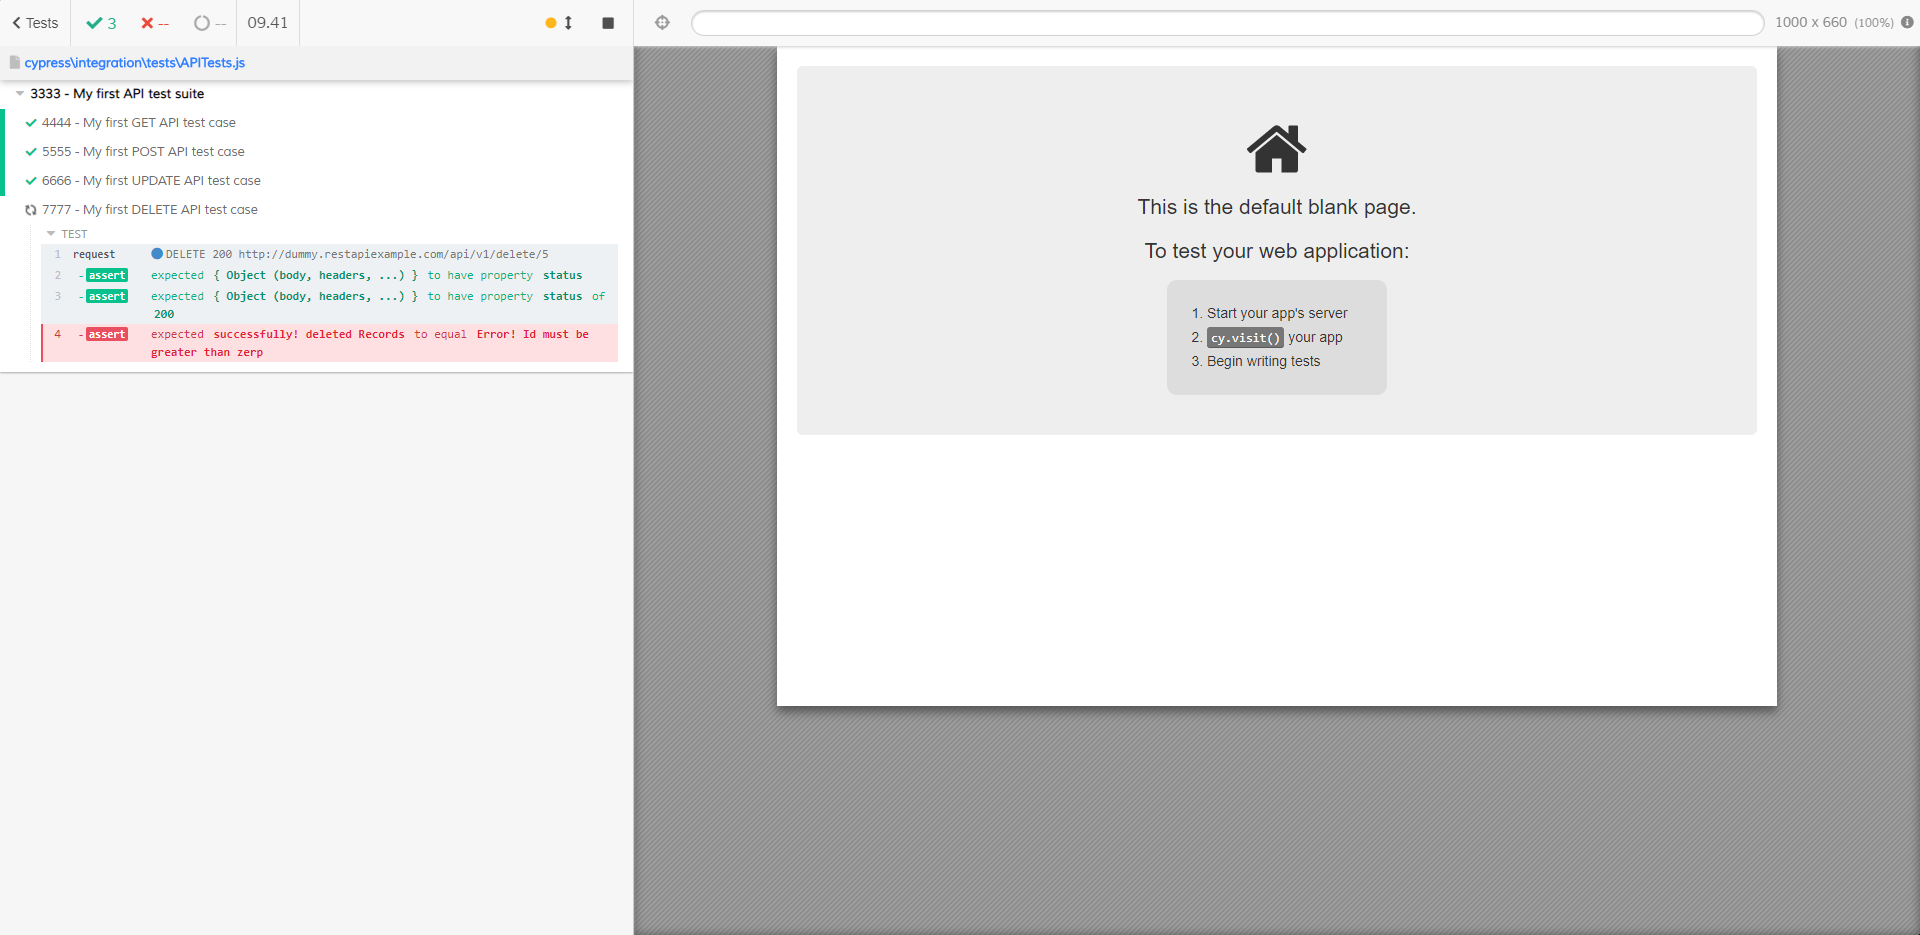 Tests
3
--
--
09.41
1000 x 660 (100%)
cypress\integration\tests\APITests.js
3333 - My first API test suite
4444 - My first GET API test case
5555 - My first POST API test case
6666 - My first UPDATE API test case
7777 - My first DELETE API test case
TEST
1 request DELETE 200 http://dummy.restapiexample.com/api/v1/delete/5
2 -assert expected { Object (body, headers, ...) } to have property status
3 -assert expected { Object (body, headers, ...) } to have property status of
200
4 -assert expected successfully! deleted Records to equal Error! Id must be
greater than zerp
This is the default blank page.
To test your web application:
1. Start your app's server
2. cy.visit() your app
3. Begin writing tests